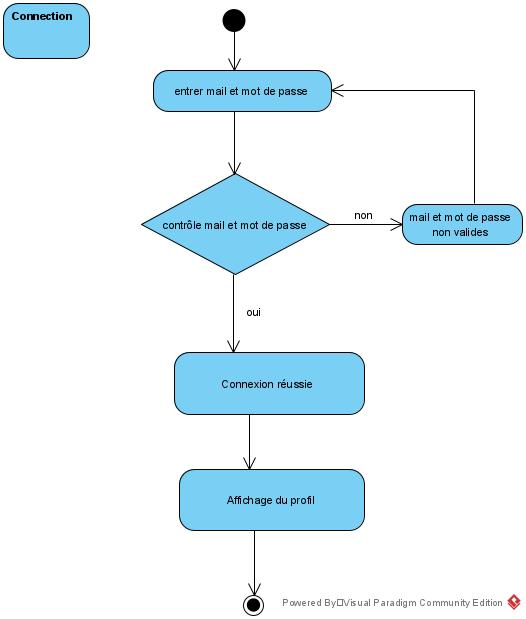 Connection
entrer mail et mot de passe
contrôle mail et mot de passe
non
mail et mot de passe
non valides
oui
Connexion réussie
Affichage du profil
Powered By Visual Paradigm Community Edition